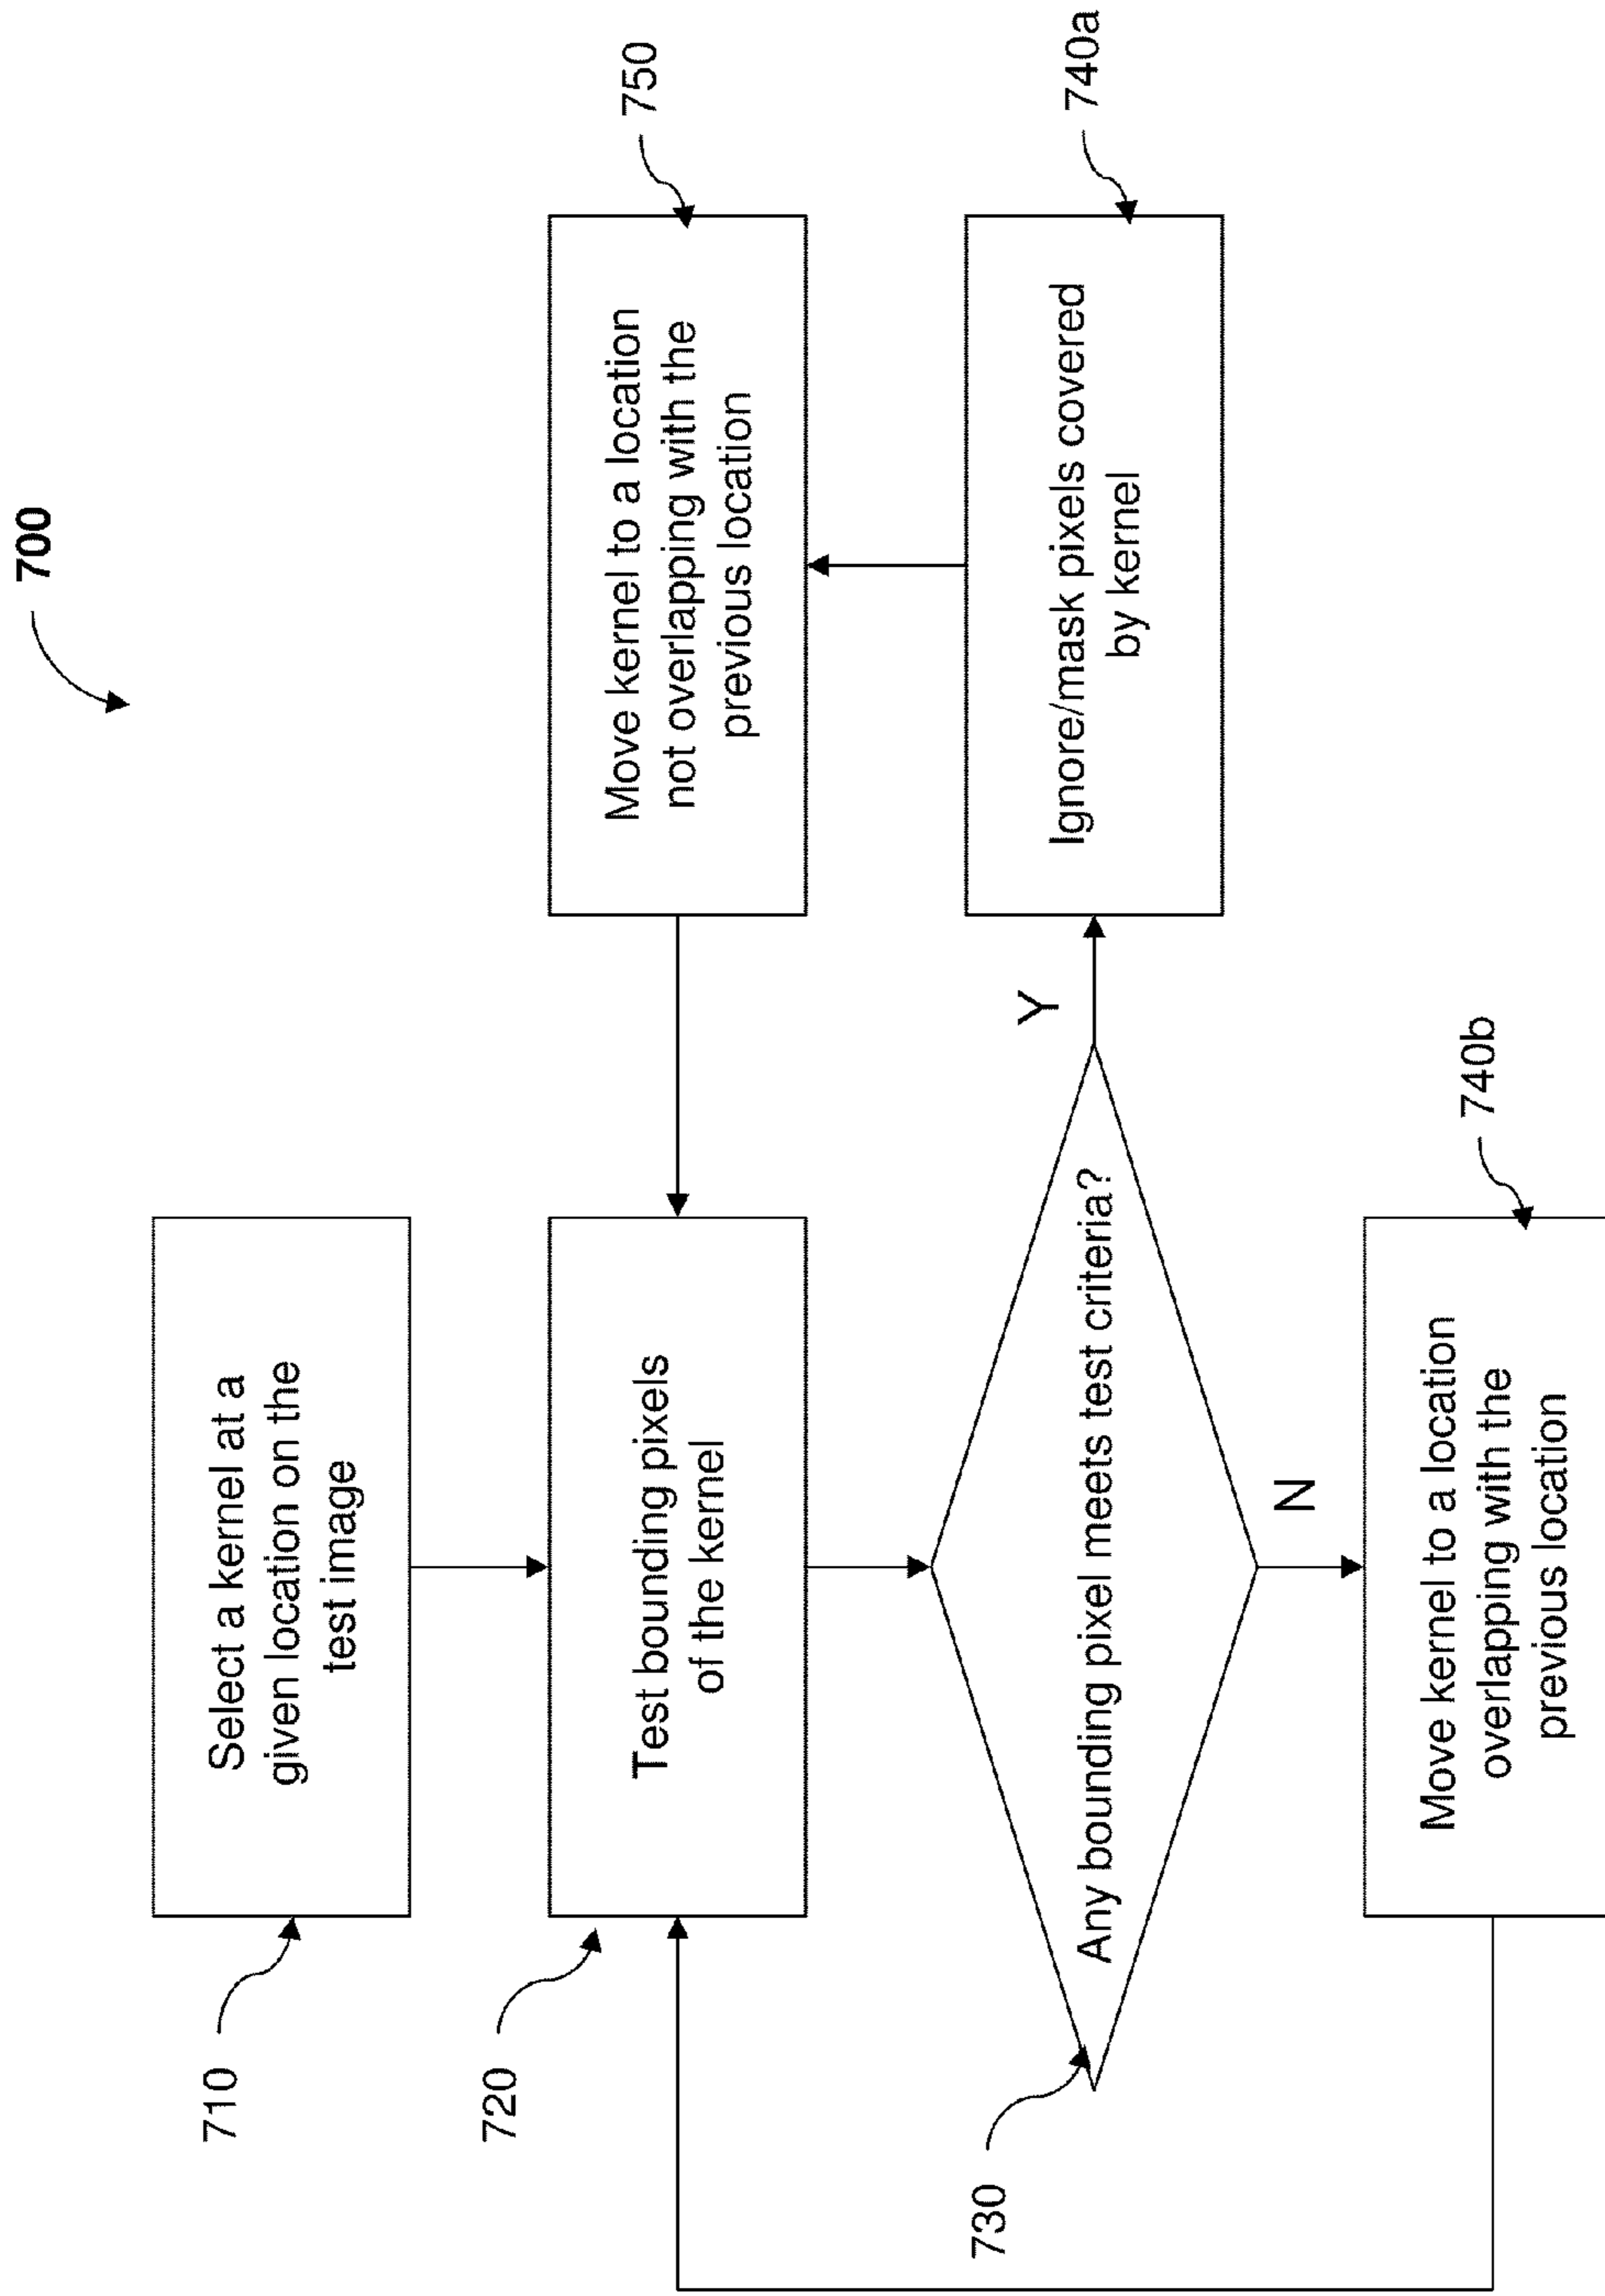 700
710
Select a kernel at a
given location on the
test image
720
Test bounding pixels
of the kernel
750
Move kernel to a location
not overlapping with the
previous location
730
Any bounding pixel meets test criteria?
Y
740a
Ignore/mask pixels covered
by kernel
N
740b
Move kernel to a location
overlapping with the
previous location